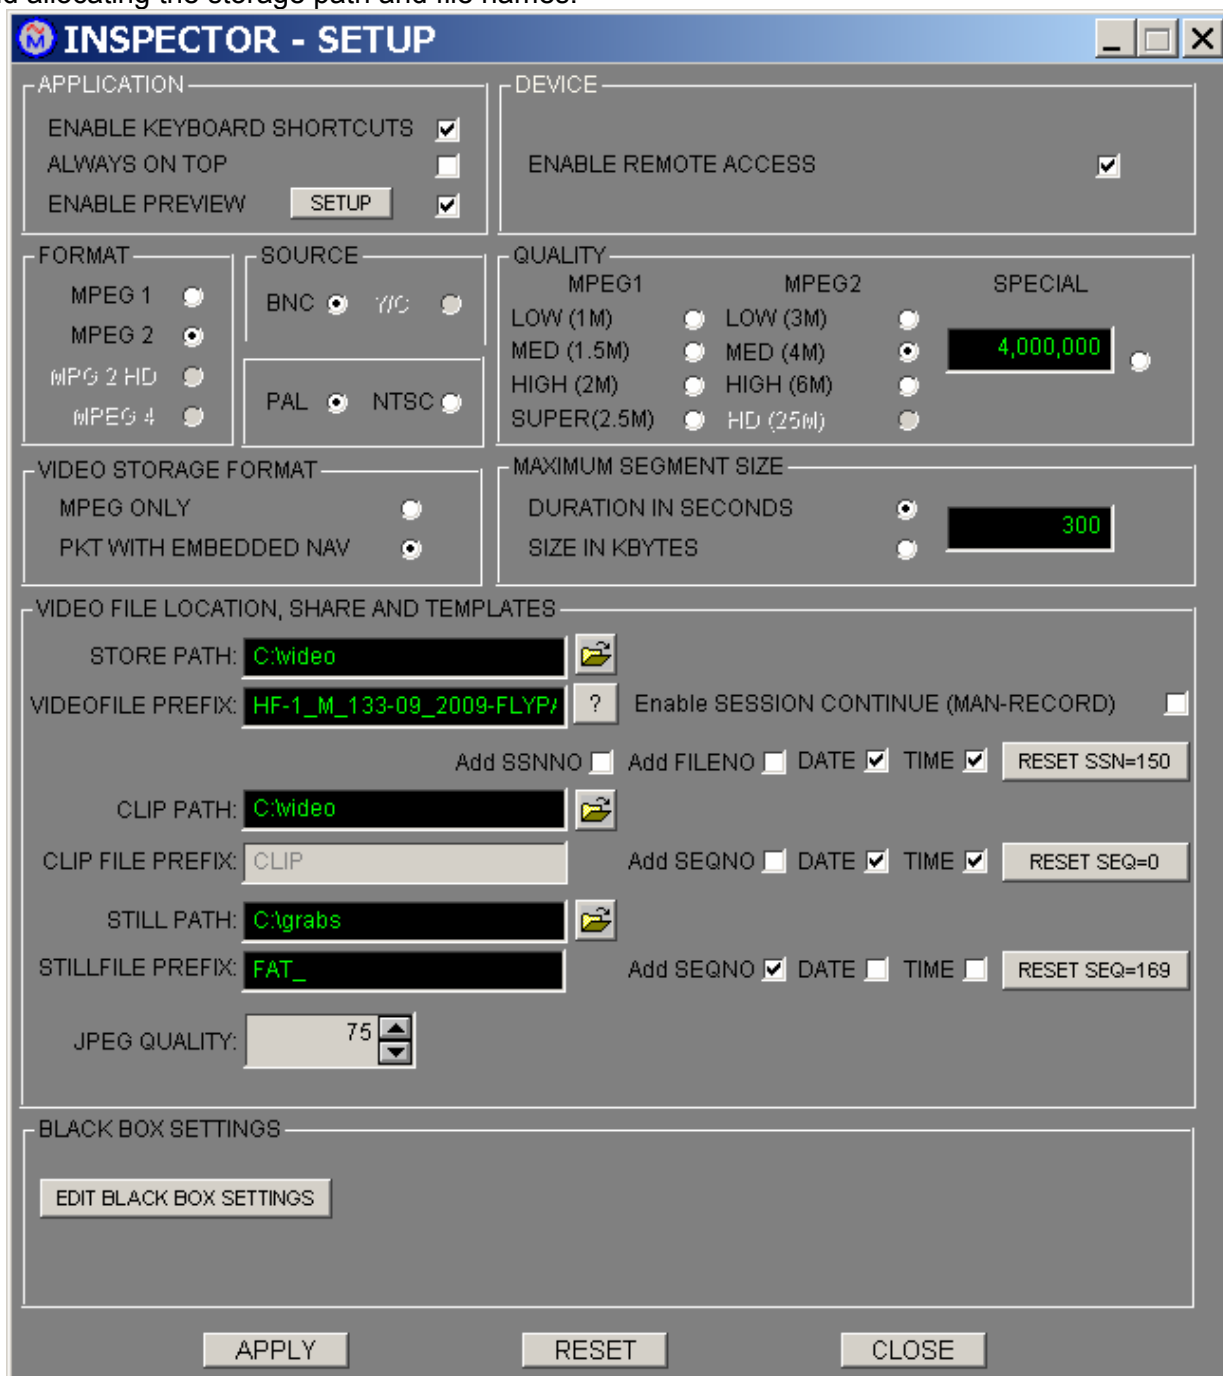 d allocating the storage path and file names.
INSPECTOR - SETUP
APPLICATION
ENABLE KEYBOARD SHORTCUTS
ALWAYS ON TOP
ENABLE PREVIEW SETUP
DEVICE
ENABLE REMOTE ACCESS
FORMAT
MPEG 1
MPEG 2
MPG 2 HD
MPEG 4
SOURCE
BNC Y/C
PAL NTSC
QUALITY
MPEG1 MPEG2 SPECIAL
LOW (1M) LOW (3M)
MED (1.5M) MED (4M) 4,000,000
HIGH (2M) HIGH (6M)
SUPER(2.5M) HD (25M)
VIDEO STORAGE FORMAT
MPEG ONLY
PKT WITH EMBEDDED NAV
MAXIMUM SEGMENT SIZE
DURATION IN SECONDS 300
SIZE IN KBYTES
VIDEO FILE LOCATION, SHARE AND TEMPLATES
STORE PATH: C:\video
VIDEOFILE PREFIX: HF-1_M_133-09_2009-FLYP ? Enable SESSION CONTINUE (MAN-RECORD)
Add SSNNO Add FILENO DATE TIME RESET SSN=150
CLIP PATH: C:\video
CLIP FILE PREFIX: CLIP Add SEQNO DATE TIME RESET SEQ=0
STILL PATH: C:\grabs
STILLFILE PREFIX: FAT_ Add SEQNO DATE TIME RESET SEQ=169
JPEG QUALITY: 75
BLACK BOX SETTINGS
EDIT BLACK BOX SETTINGS
APPLY RESET CLOSE